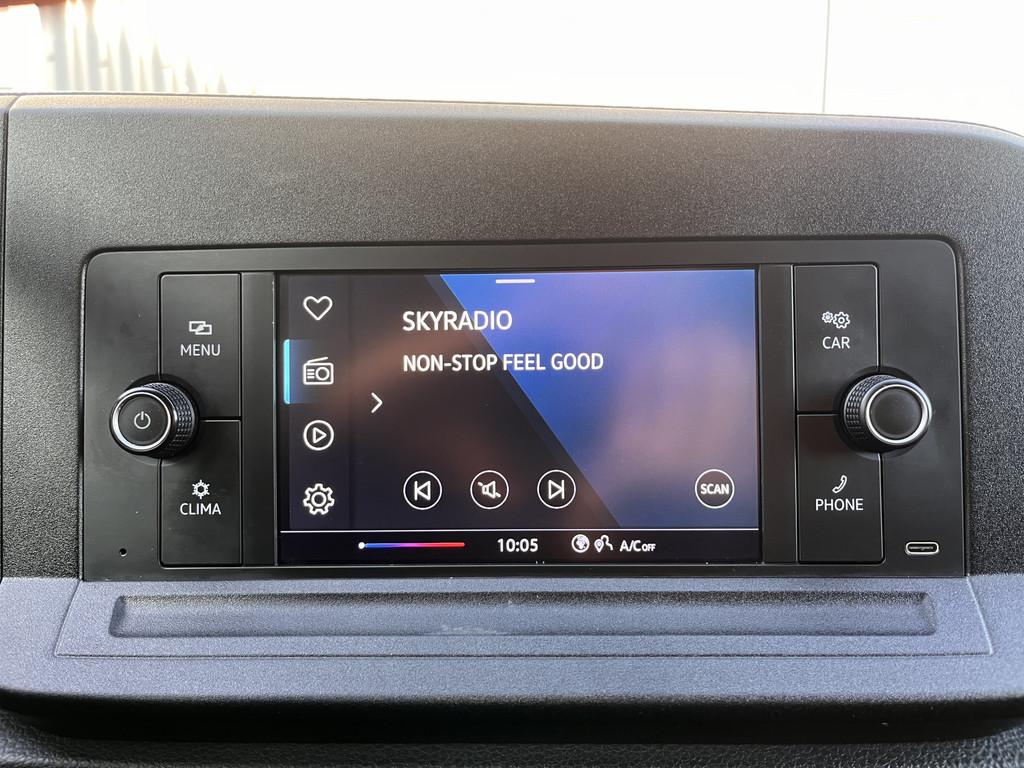 MENU
CLIMA
SKYRADIO
NON-STOP FEEL GOOD
SCAN
10:05
A/C OFF
CAR
PHONE